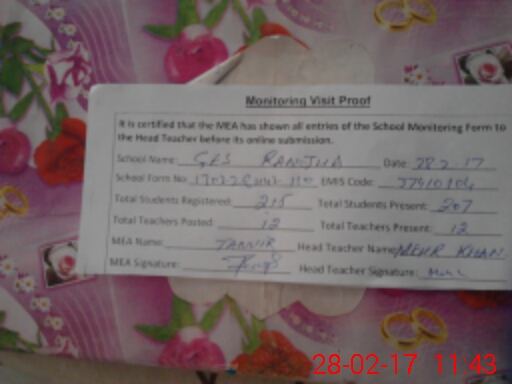 Monitoring Visit Proof
It is certified that the MEA has shown all entries of the School Monitoring Form to
the Head Teacher before its online submission.
School Name: GES RANJHA Date: 28-2-17
School Form No: EMIS Code:
Total Students Registered: 215 Total Students Present: 207
Total Teachers Posted: 12 Total Teachers Present: 12
MEA Name: TANVIR Head Teacher Name: MEHR KHAN
MEA Signature: Head Teacher Signature:
28-02-17 11:43